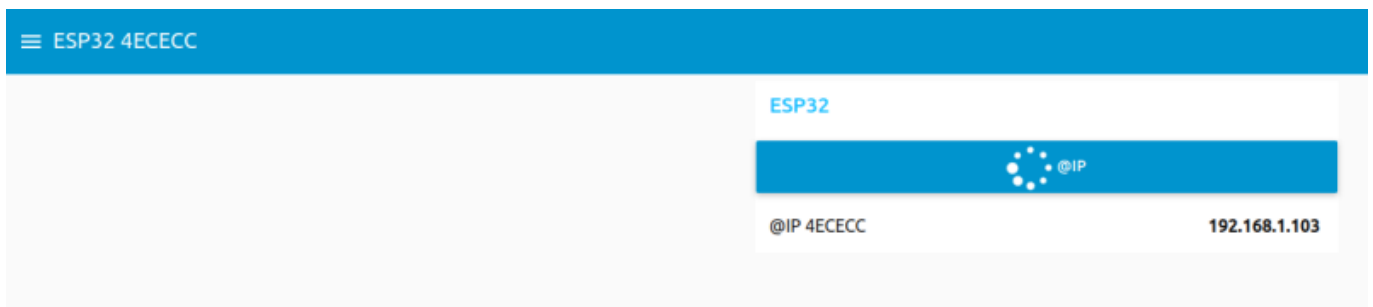 ESP32 4ECECC
ESP32
@IP
@IP 4ECECC 192.168.1.103